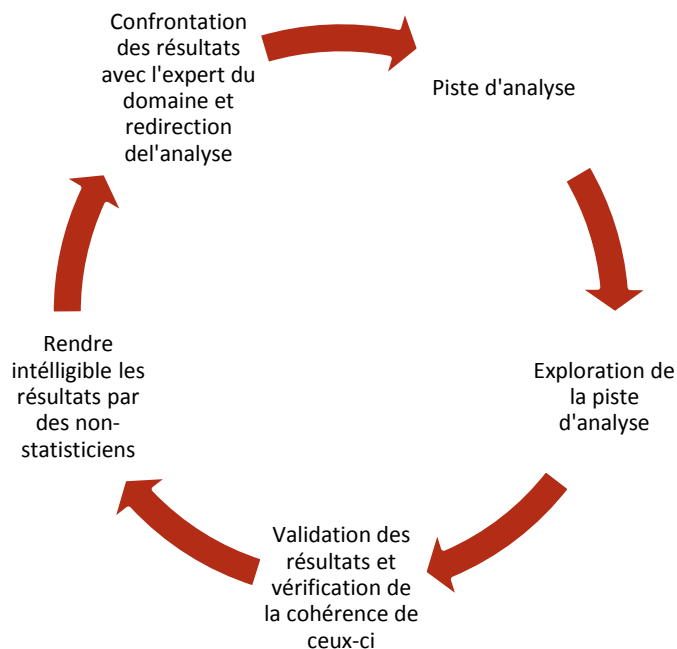 Confrontation
des résultats
avec l'expert du
domaine et
redirection
del'analyse
Piste d'analyse
Exploration de
la piste
d'analyse
Validation des
résultats et
vérification de
la cohérence de
ceux-ci
Rendre
intélligible les
résultats par
des non-
statisticiens